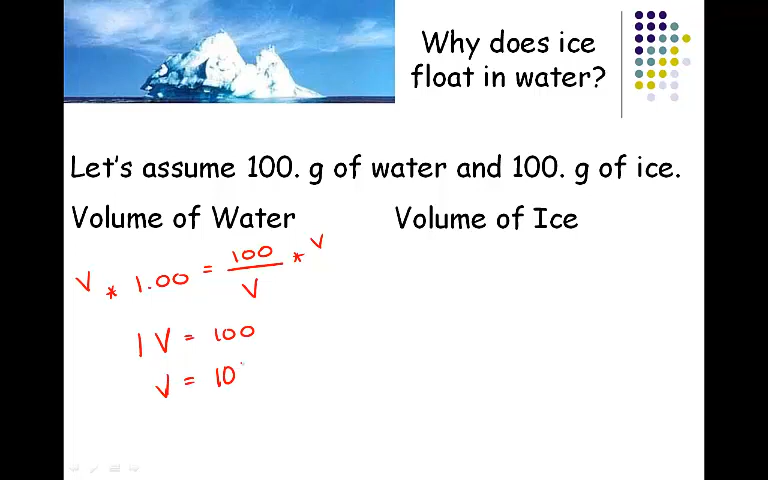 Why does ice
float in water?
Let's assume 100. g of water and 100. g of ice.
Volume of Water
Volume of Ice
V * 1.00 = 100/V * V
1 V = 100
V = 10